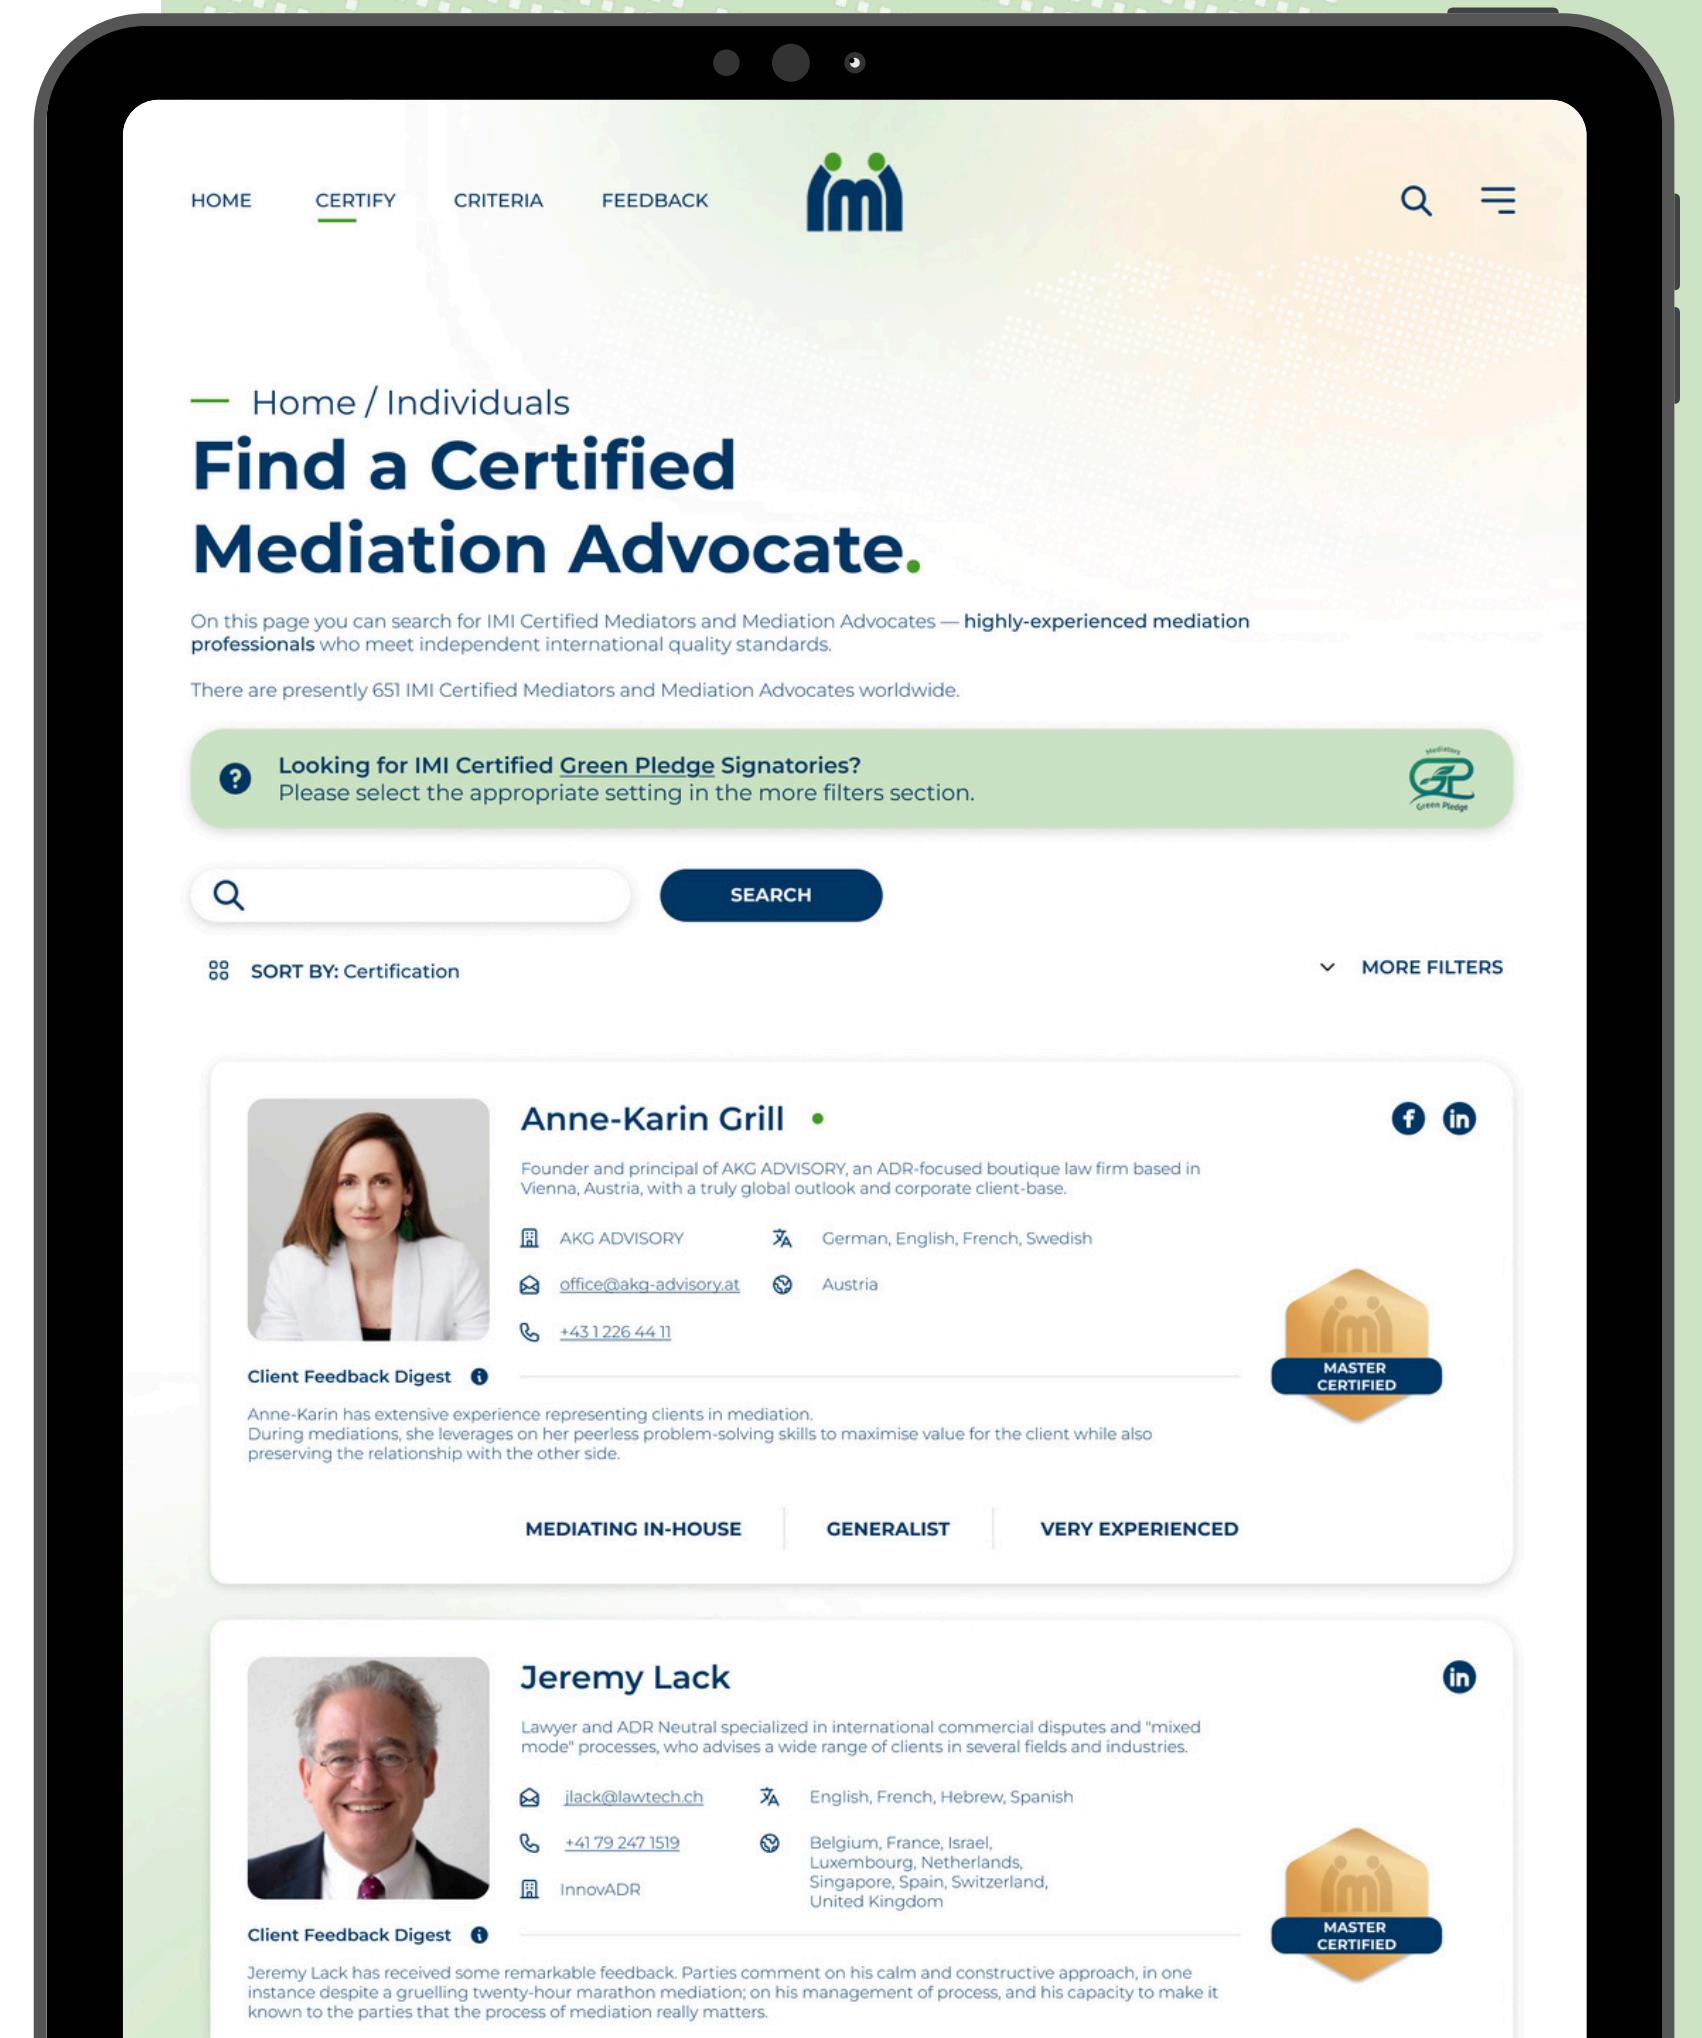 HOME CERTIFY CRITERIA FEEDBACK
imi
Home / Individuals
Find a Certified
Mediation Advocate.
On this page you can search for IMI Certified Mediators and Mediation Advocates — highly-experienced mediation
professionals who meet independent international quality standards.
There are presently 651 IMI Certified Mediators and Mediation Advocates worldwide.
Looking for IMI Certified Green Pledge Signatories?
Please select the appropriate setting in the more filters section.
Mediators
GP
Green Pledge
SEARCH
SORT BY: Certification
MORE FILTERS
Anne-Karin Grill
Founder and principal of AKG ADVISORY, an ADR-focused boutique law firm based in
Vienna, Austria, with a truly global outlook and corporate client-base.
AKG ADVISORY
German, English, French, Swedish
office@akg-advisory.at
Austria
+43 1 226 44 11
imi
MASTER
CERTIFIED
Client Feedback Digest
Anne-Karin has extensive experience representing clients in mediation.
During mediations, she leverages on her peerless problem-solving skills to maximise value for the client while also
preserving the relationship with the other side.
MEDIATING IN-HOUSE
GENERALIST
VERY EXPERIENCED
Jeremy Lack
Lawyer and ADR Neutral specialized in international commercial disputes and "mixed
mode" processes, who advises a wide range of clients in several fields and industries.
jlack@lawtech.ch
English, French, Hebrew, Spanish
+41 79 247 1519
Belgium, France, Israel,
Luxembourg, Netherlands,
Singapore, Spain, Switzerland,
United Kingdom
InnovADR
imi
MASTER
CERTIFIED
Client Feedback Digest
Jeremy Lack has received some remarkable feedback. Parties comment on his calm and constructive approach, in one
instance despite a gruelling twenty-hour marathon mediation; on his management of process, and his capacity to make it
known to the parties that the process of mediation really matters.